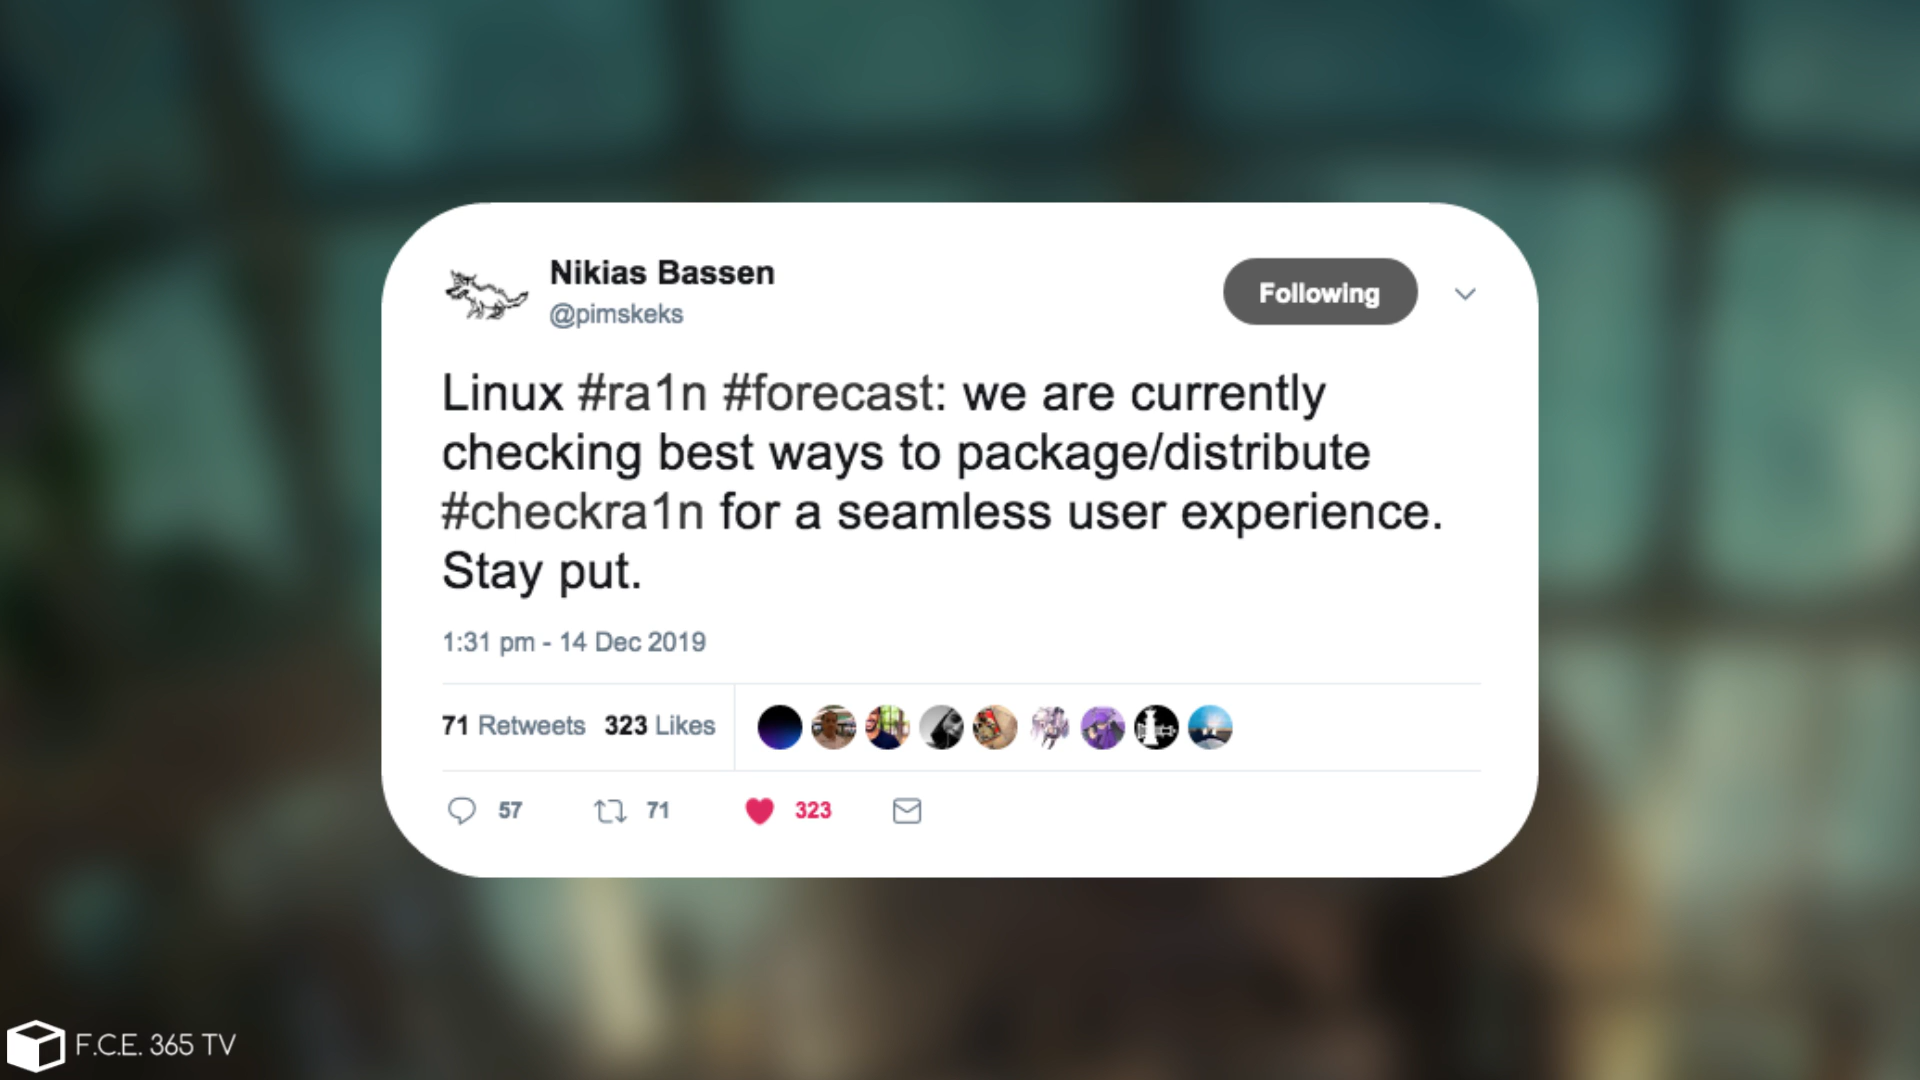 Nikias Bassen
@pimskeks
Following
Linux #ra1n #forecast: we are currently
checking best ways to package/distribute
#checkra1n for a seamless user experience.
Stay put.
1:31 pm - 14 Dec 2019
71 Retweets 323 Likes
57 71 323
F.C.E. 365 TV